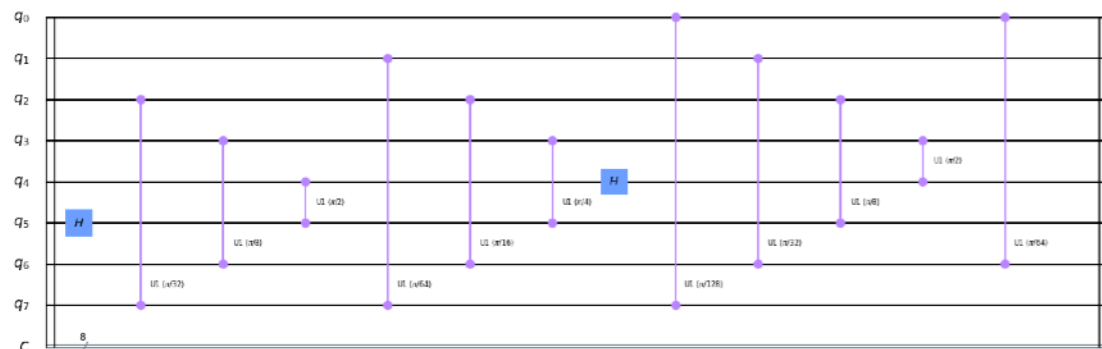 q0
q1
q2
q3
U1 (π/2)
q4
H
U1 (π/2)
U1 (π/4)
U1 (π/8)
q5
H
U1 (π/8)
U1 (π/16)
U1 (π/32)
U1 (π/64)
q6
U1 (π/32)
U1 (π/64)
U1 (π/128)
q7
8